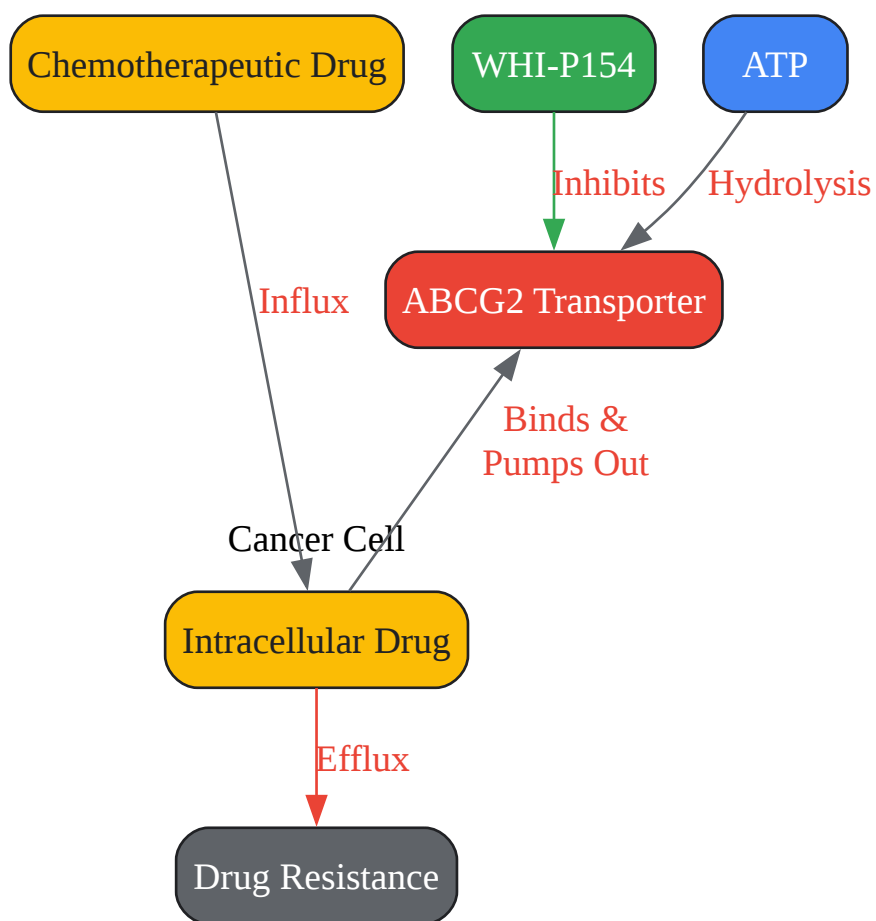 Chemotherapeutic Drug
WHI-P154
ATP
Inhibits
Hydrolysis
Influx
ABCG2 Transporter
Binds &
Pumps Out
Cancer Cell
Intracellular Drug
Efflux
Drug Resistance